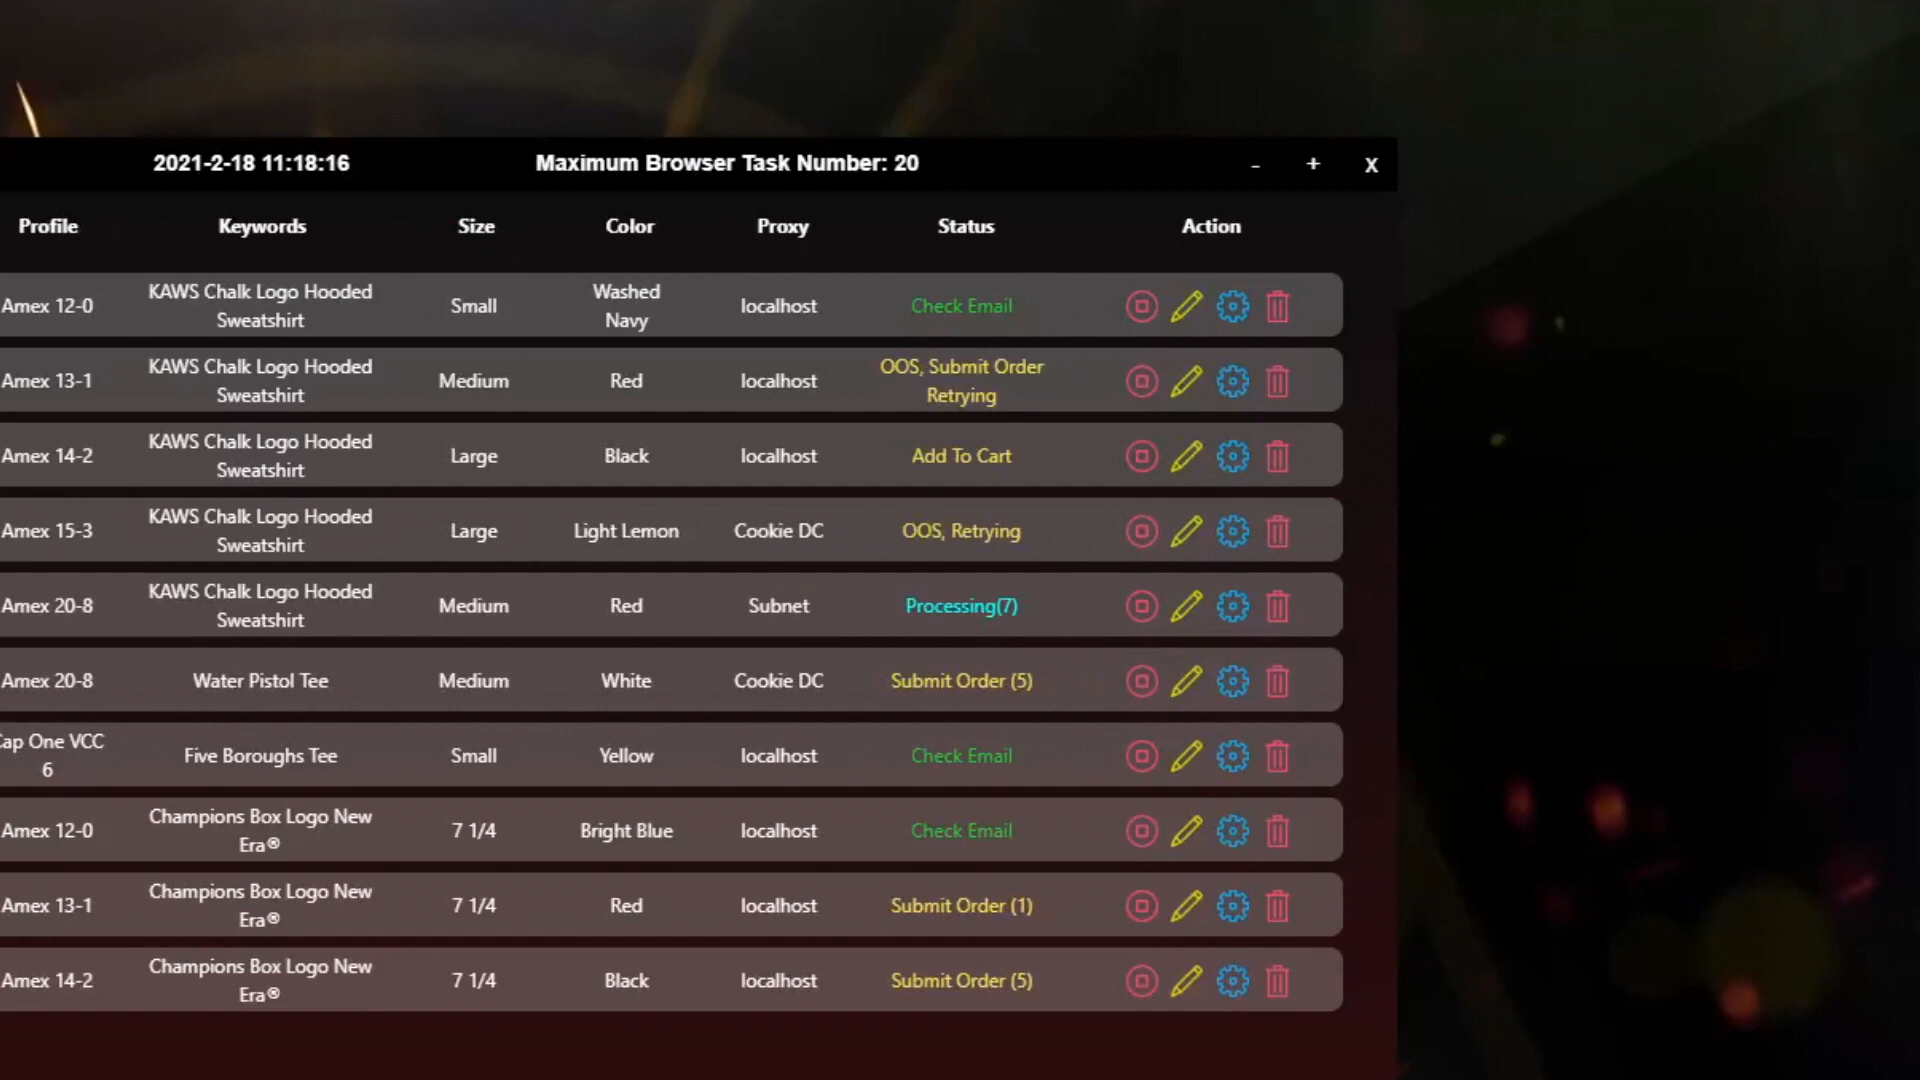 2021-2-18 11:18:16 Maximum Browser Task Number: 20 - + X
Profile Keywords Size Color Proxy Status Action
Amex 12-0 KAWS Chalk Logo Hooded Sweatshirt Small Washed Navy localhost Check Email
Amex 13-1 KAWS Chalk Logo Hooded Sweatshirt Medium Red localhost OOS, Submit Order Retrying
Amex 14-2 KAWS Chalk Logo Hooded Sweatshirt Large Black localhost Add To Cart
Amex 15-3 KAWS Chalk Logo Hooded Sweatshirt Large Light Lemon Cookie DC OOS, Retrying
Amex 20-8 KAWS Chalk Logo Hooded Sweatshirt Medium Red Subnet Processing(7)
Amex 20-8 Water Pistol Tee Medium White Cookie DC Submit Order (5)
Cap One VCC 6 Five Boroughs Tee Small Yellow localhost Check Email
Amex 12-0 Champions Box Logo New Era® 7 1/4 Bright Blue localhost Check Email
Amex 13-1 Champions Box Logo New Era® 7 1/4 Red localhost Submit Order (1)
Amex 14-2 Champions Box Logo New Era® 7 1/4 Black localhost Submit Order (5)